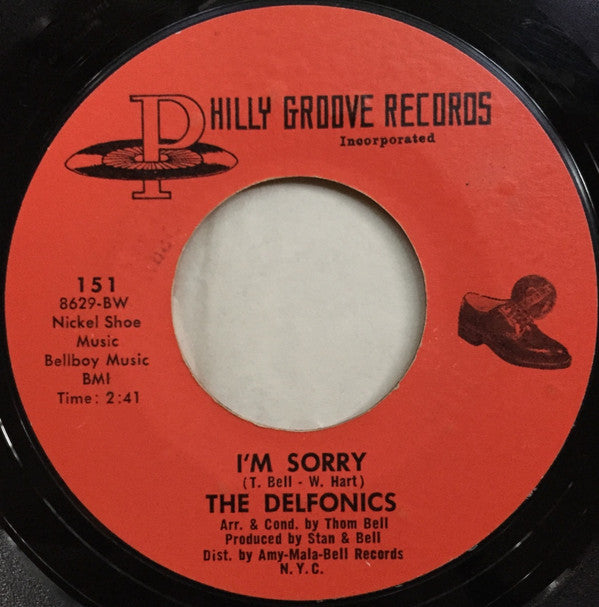 PHILLY GROOVE RECORDS
Incorporated
151
8629-BW
Nickel Shoe
Music
Bellboy Music
BMI
Time: 2:41
I'M SORRY
(T. Bell - W. Hart)
THE DELFONICS
Arr. & Cond. by Thom Bell
Produced by Stan & Bell
Dist. by Amy-Mala-Bell Records
N.Y.C.